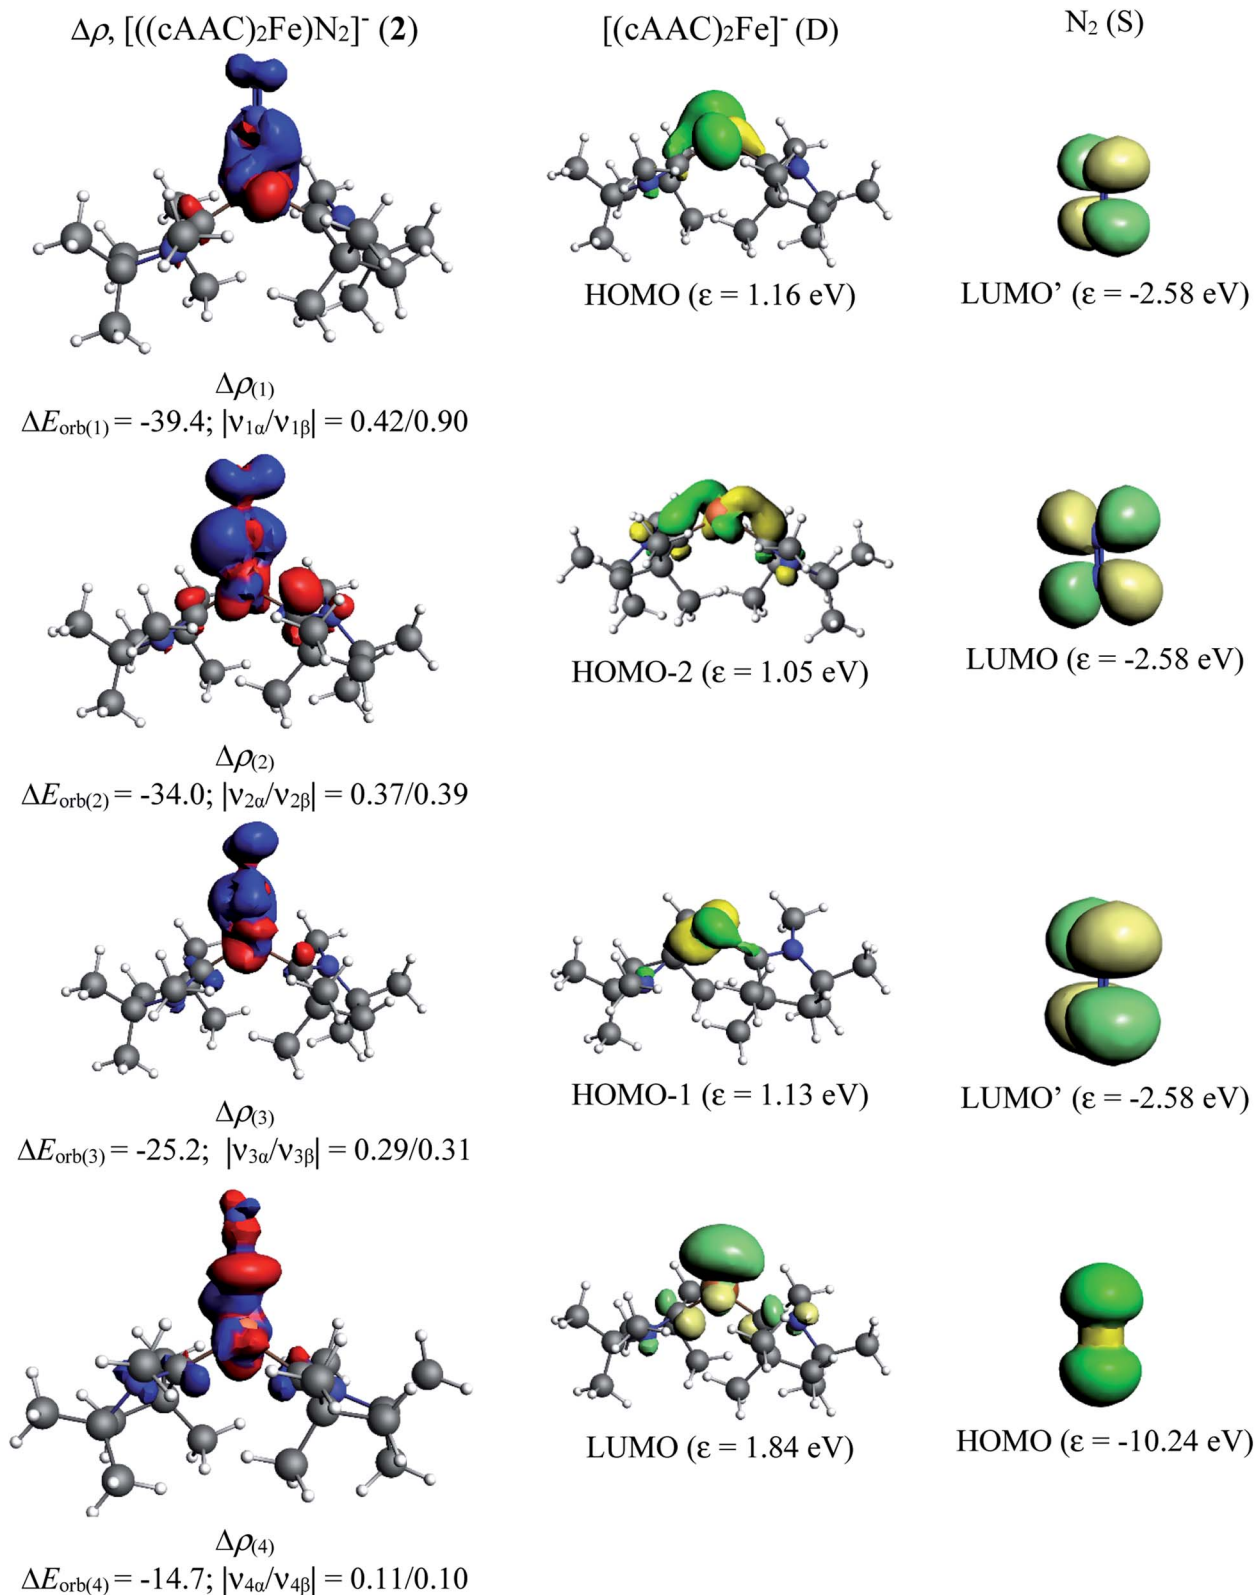 Δρ, [((cAAC)₂Fe)N₂]⁻ (2) [(cAAC)₂Fe]⁻ (D) N₂ (S)
HOMO (ε = 1.16 eV) LUMO’ (ε = -2.58 eV)
Δρ₍₁₎
ΔEorb(1) = -39.4; |ν1α/ν1β| = 0.42/0.90
HOMO-2 (ε = 1.05 eV) LUMO (ε = -2.58 eV)
Δρ₍₂₎
ΔEorb(2) = -34.0; |ν2α/ν2β| = 0.37/0.39
HOMO-1 (ε = 1.13 eV) LUMO’ (ε = -2.58 eV)
Δρ₍₃₎
ΔEorb(3) = -25.2; |ν3α/ν3β| = 0.29/0.31
LUMO (ε = 1.84 eV) HOMO (ε = -10.24 eV)
Δρ₍₄₎
ΔEorb(4) = -14.7; |ν4α/ν4β| = 0.11/0.10